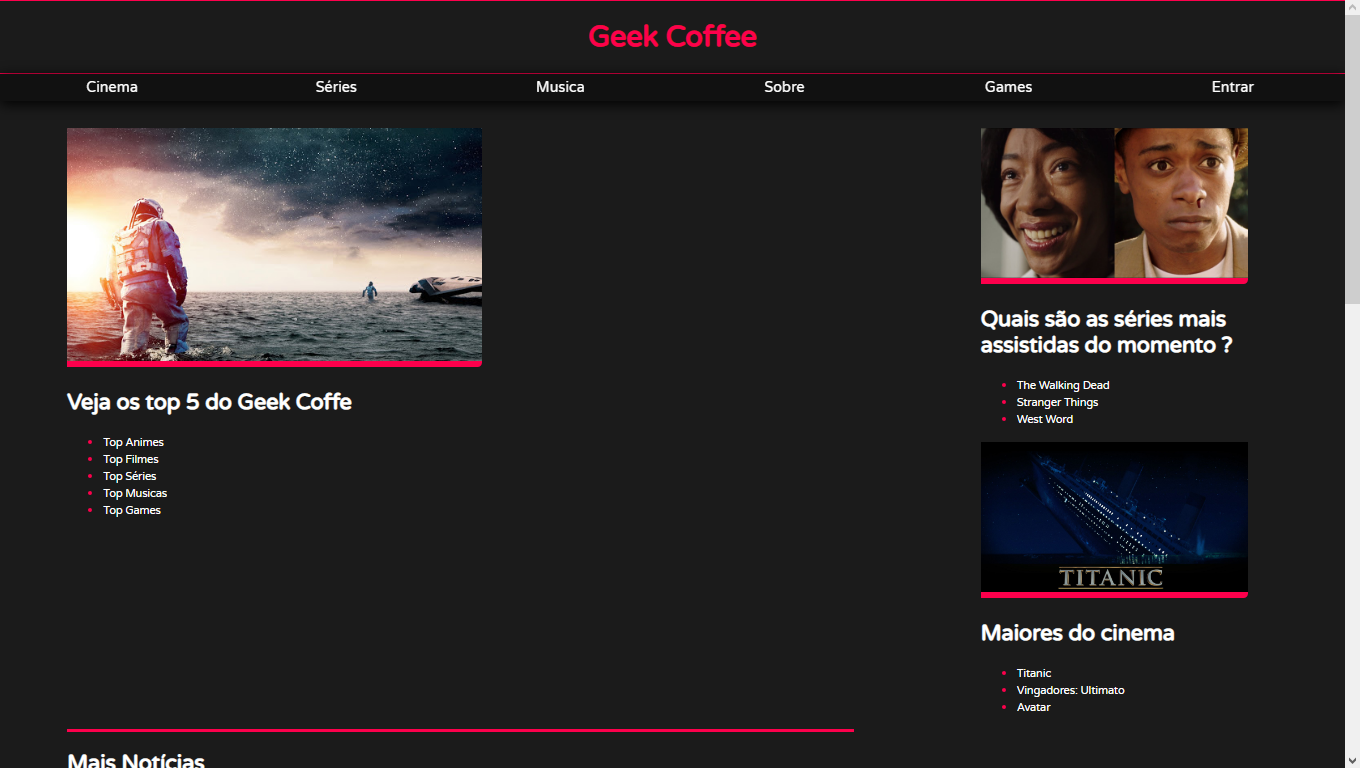 Geek Coffee
Cinema Séries Musica Sobre Games Entrar
Veja os top 5 do Geek Coffe
Top Animes
Top Filmes
Top Séries
Top Musicas
Top Games
Quais são as séries mais
assistidas do momento ?
The Walking Dead
Stranger Things
West Word
TITANIC
Maiores do cinema
Titanic
Vingadores: Ultimato
Avatar
Mais Notícias